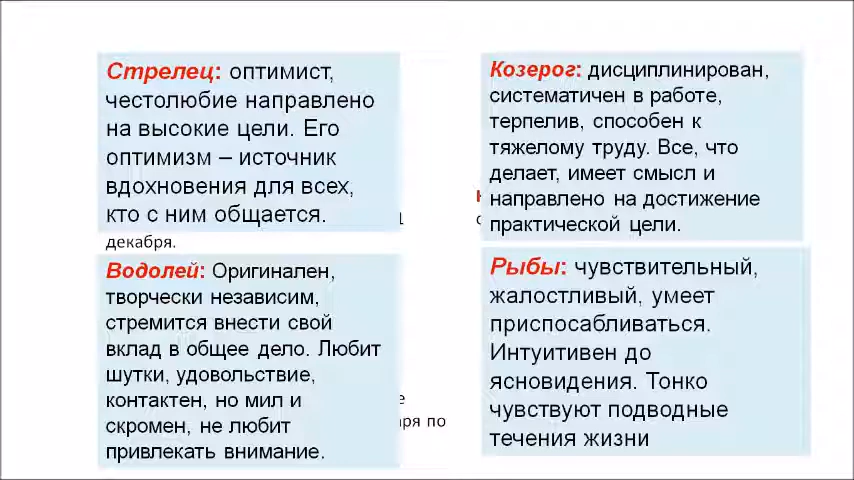 Стрелец: оптимист,
честолюбие направлено
на высокие цели. Его
оптимизм – источник
вдохновения для всех,
кто с ним общается.
декабря.
Козерог: дисциплинирован,
систематичен в работе,
терпелив, способен к
тяжелому труду. Все, что
делает, имеет смысл и
направлено на достижение
практической цели.
Водолей: Оригинален,
творчески независим,
стремится внести свой
вклад в общее дело. Любит
шутки, удовольствие,
контактен, но мил и
скромен, не любит
привлекать внимание.
по
Рыбы: чувствительный,
жалостливый, умеет
приспосабливаться.
Интуитивен до
ясновидения. Тонко
чувствуют подводные
течения жизни